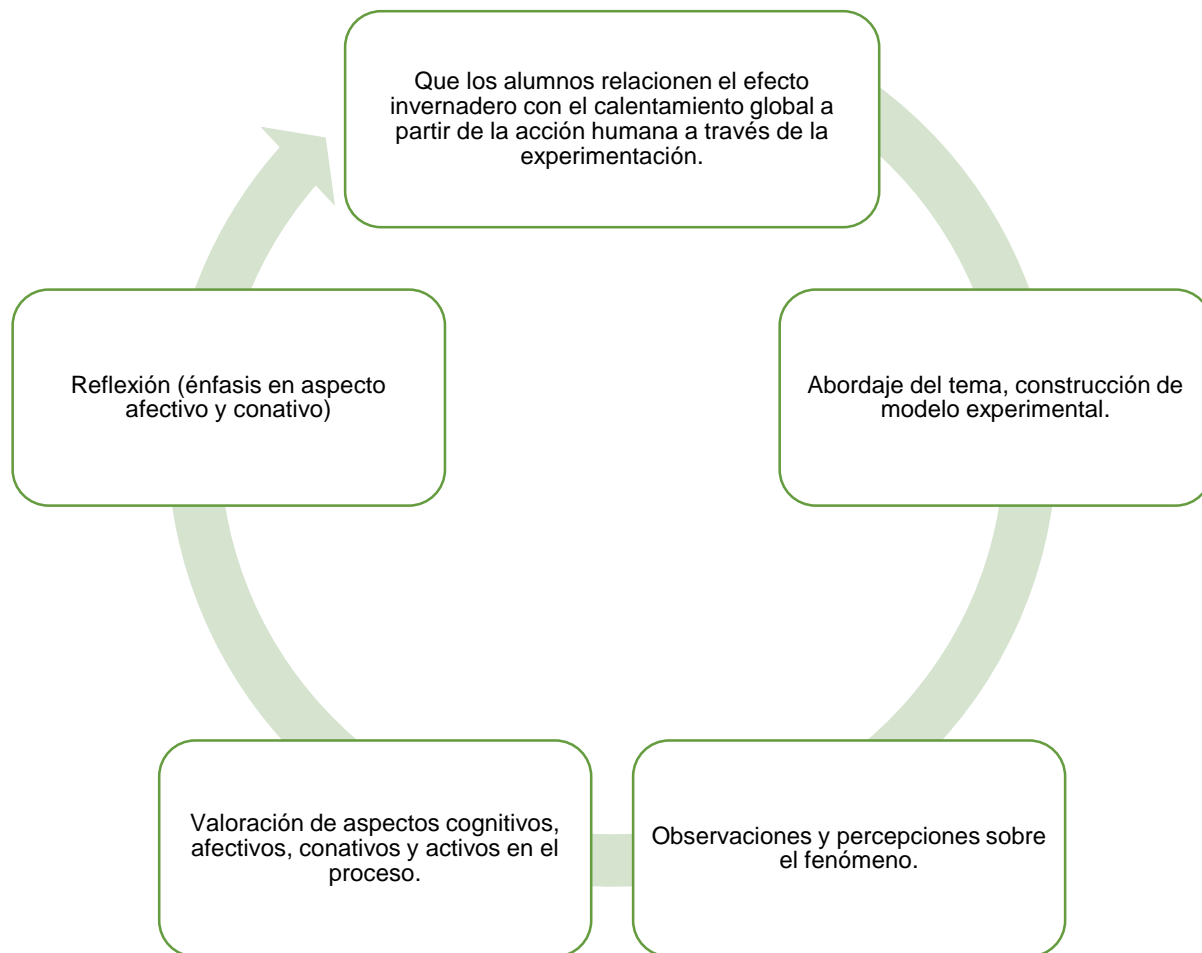 Que los alumnos relacionen el efecto
invernadero con el calentamiento global a
partir de la acción humana a través de la
experimentación.
Abordaje del tema, construcción de
modelo experimental.
Observaciones y percepciones sobre
el fenómeno.
Valoración de aspectos cognitivos,
afectivos, conativos y activos en el
proceso.
Reflexión (énfasis en aspecto
afectivo y conativo)